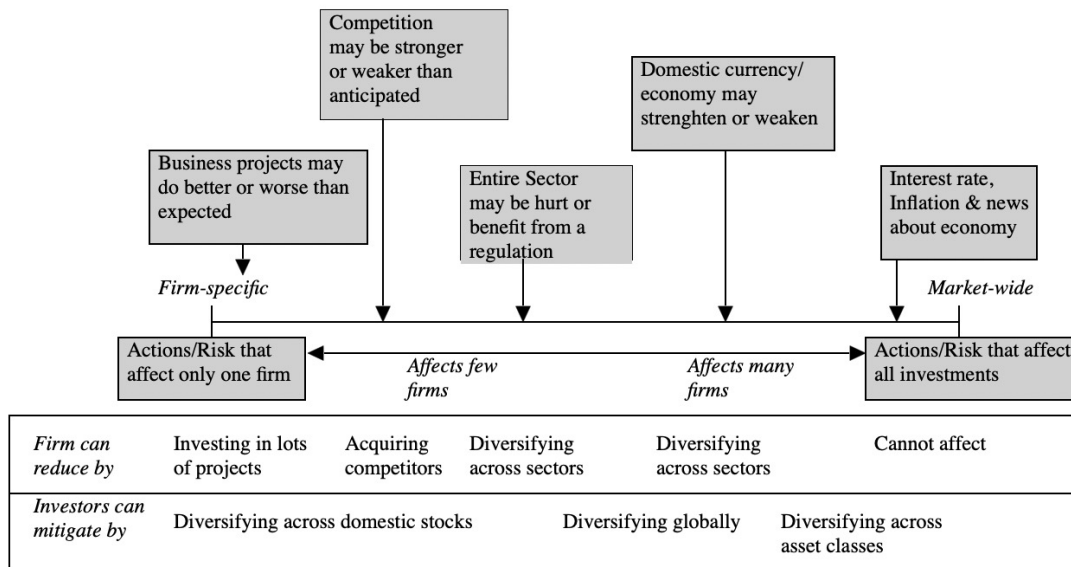 Competition
may be stronger
or weaker than
anticipated
Domestic currency/
economy may
strenghten or weaken
Business projects may
do better or worse than
expected
Entire Sector
may be hurt or
benefit from a
regulation
Interest rate,
Inflation & news
about economy
Firm-specific
Market-wide
Actions/Risk that
affect only one firm
Affects few
firms
Affects many
firms
Actions/Risk that affect
all investments
Firm can
reduce by
Investing in lots
of projects
Acquiring
competitors
Diversifying
across sectors
Diversifying
across sectors
Cannot affect
Investors can
mitigate by
Diversifying across domestic stocks
Diversifying globally
Diversifying across
asset classes